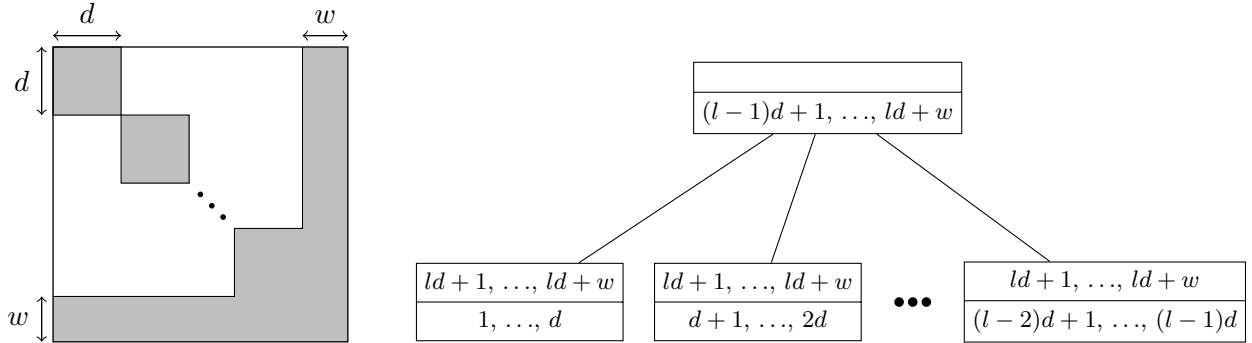 d
w
d
w
(l − 1)d + 1, …, ld + w
ld + 1, …, ld + w
1, …, d
ld + 1, …, ld + w
d + 1, …, 2d
ld + 1, …, ld + w
(l − 2)d + 1, …, (l − 1)d